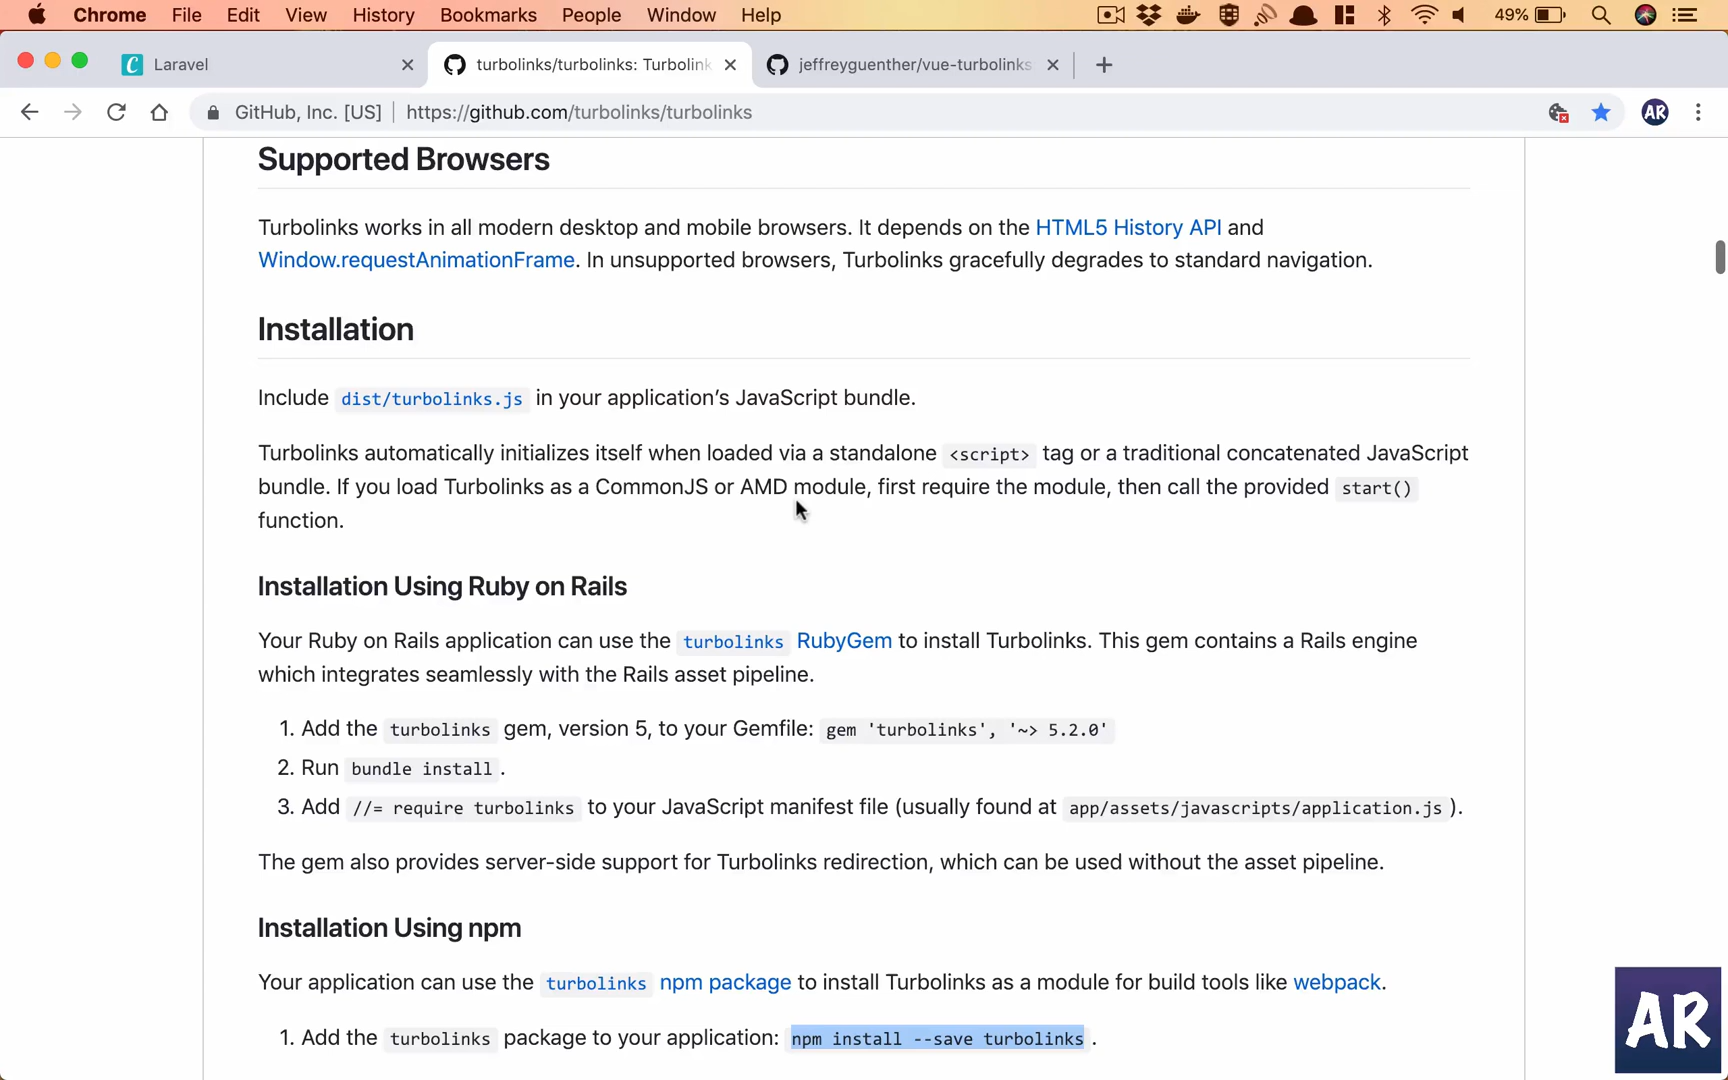 Chrome File Edit View History Bookmarks People Window Help 49%
Laravel turbolinks/turbolinks: Turbolink jeffreyguenther/vue-turbolinks
GitHub, Inc. [US] https://github.com/turbolinks/turbolinks AR
Supported Browsers
Turbolinks works in all modern desktop and mobile browsers. It depends on the HTML5 History API and
Window.requestAnimationFrame. In unsupported browsers, Turbolinks gracefully degrades to standard navigation.
Installation
Include dist/turbolinks.js in your application’s JavaScript bundle.
Turbolinks automatically initializes itself when loaded via a standalone <script> tag or a traditional concatenated JavaScript
bundle. If you load Turbolinks as a CommonJS or AMD module, first require the module, then call the provided start()
function.
Installation Using Ruby on Rails
Your Ruby on Rails application can use the turbolinks RubyGem to install Turbolinks. This gem contains a Rails engine
which integrates seamlessly with the Rails asset pipeline.
1. Add the turbolinks gem, version 5, to your Gemfile: gem 'turbolinks', '~> 5.2.0'
2. Run bundle install.
3. Add //= require turbolinks to your JavaScript manifest file (usually found at app/assets/javascripts/application.js).
The gem also provides server-side support for Turbolinks redirection, which can be used without the asset pipeline.
Installation Using npm
Your application can use the turbolinks npm package to install Turbolinks as a module for build tools like webpack.
1. Add the turbolinks package to your application: npm install --save turbolinks.
AR